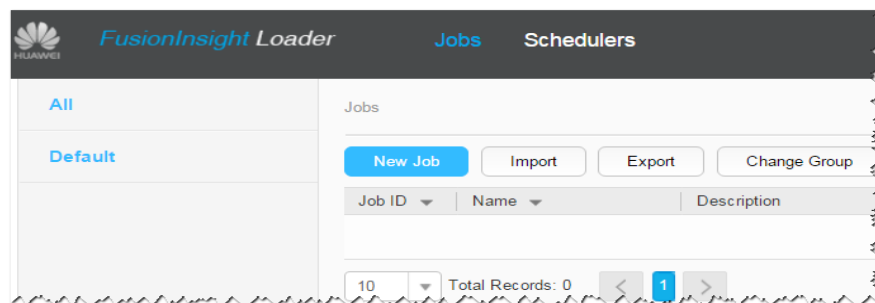 HUAWEI
FusionInsight Loader
Jobs
Schedulers
All
Default
Jobs
New Job
Import
Export
Change Group
Job ID
Name
Description
10
Total Records: 0
<
1
>